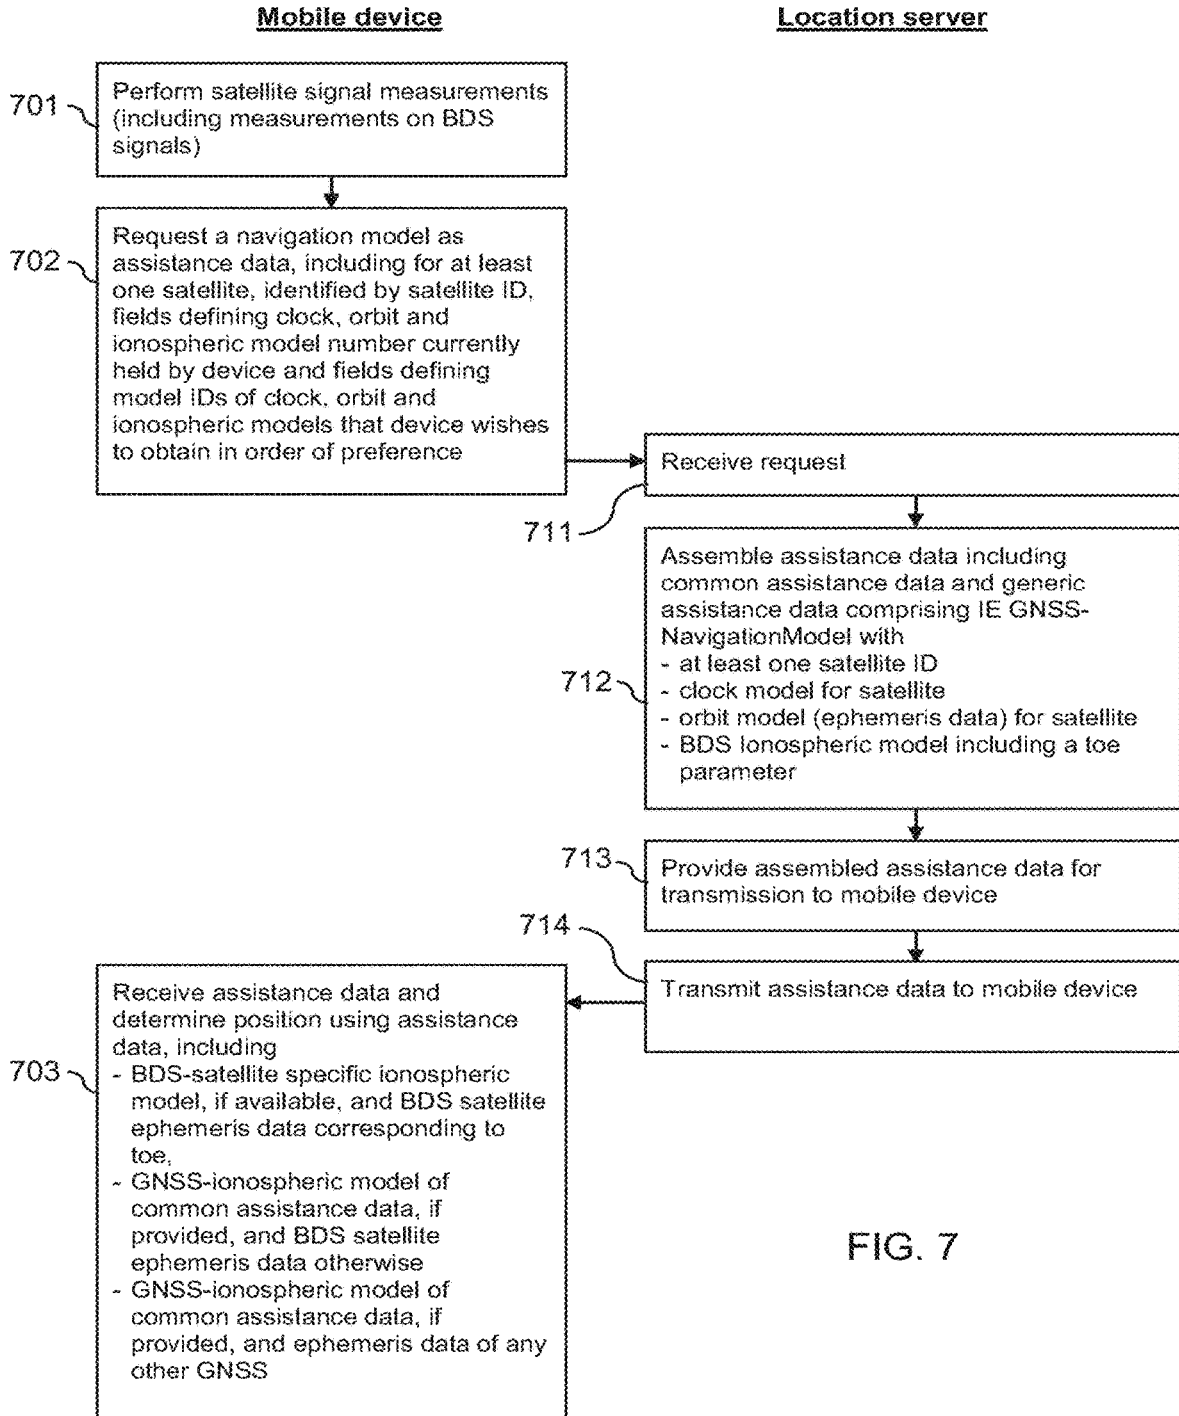 Mobile device
Location server
701
Perform satellite signal measurements
(including measurements on BDS
signals)
702
Request a navigation model as
assistance data, including for at least
one satellite, identified by satellite ID,
fields defining clock, orbit and
ionospheric model number currently
held by device and fields defining
model IDs of clock, orbit and
ionospheric models that device wishes
to obtain in order of preference
Receive request
711
Assemble assistance data including
common assistance data and generic
assistance data comprising IE GNSS-
NavigationModel with
- at least one satellite ID
- clock model for satellite
- orbit model (ephemeris data) for satellite
- BDS Ionospheric model including a toe
parameter
712
713
Provide assembled assistance data for
transmission to mobile device
714
Transmit assistance data to mobile device
703
Receive assistance data and
determine position using assistance
data, including
- BDS-satellite specific ionospheric
model, if available, and BDS satellite
ephemeris data corresponding to
toe,
- GNSS-ionospheric model of
common assistance data, if
provided, and BDS satellite
ephemeris data otherwise
- GNSS-ionospheric model of
common assistance data, if
provided, and ephemeris data of any
other GNSS
FIG. 7